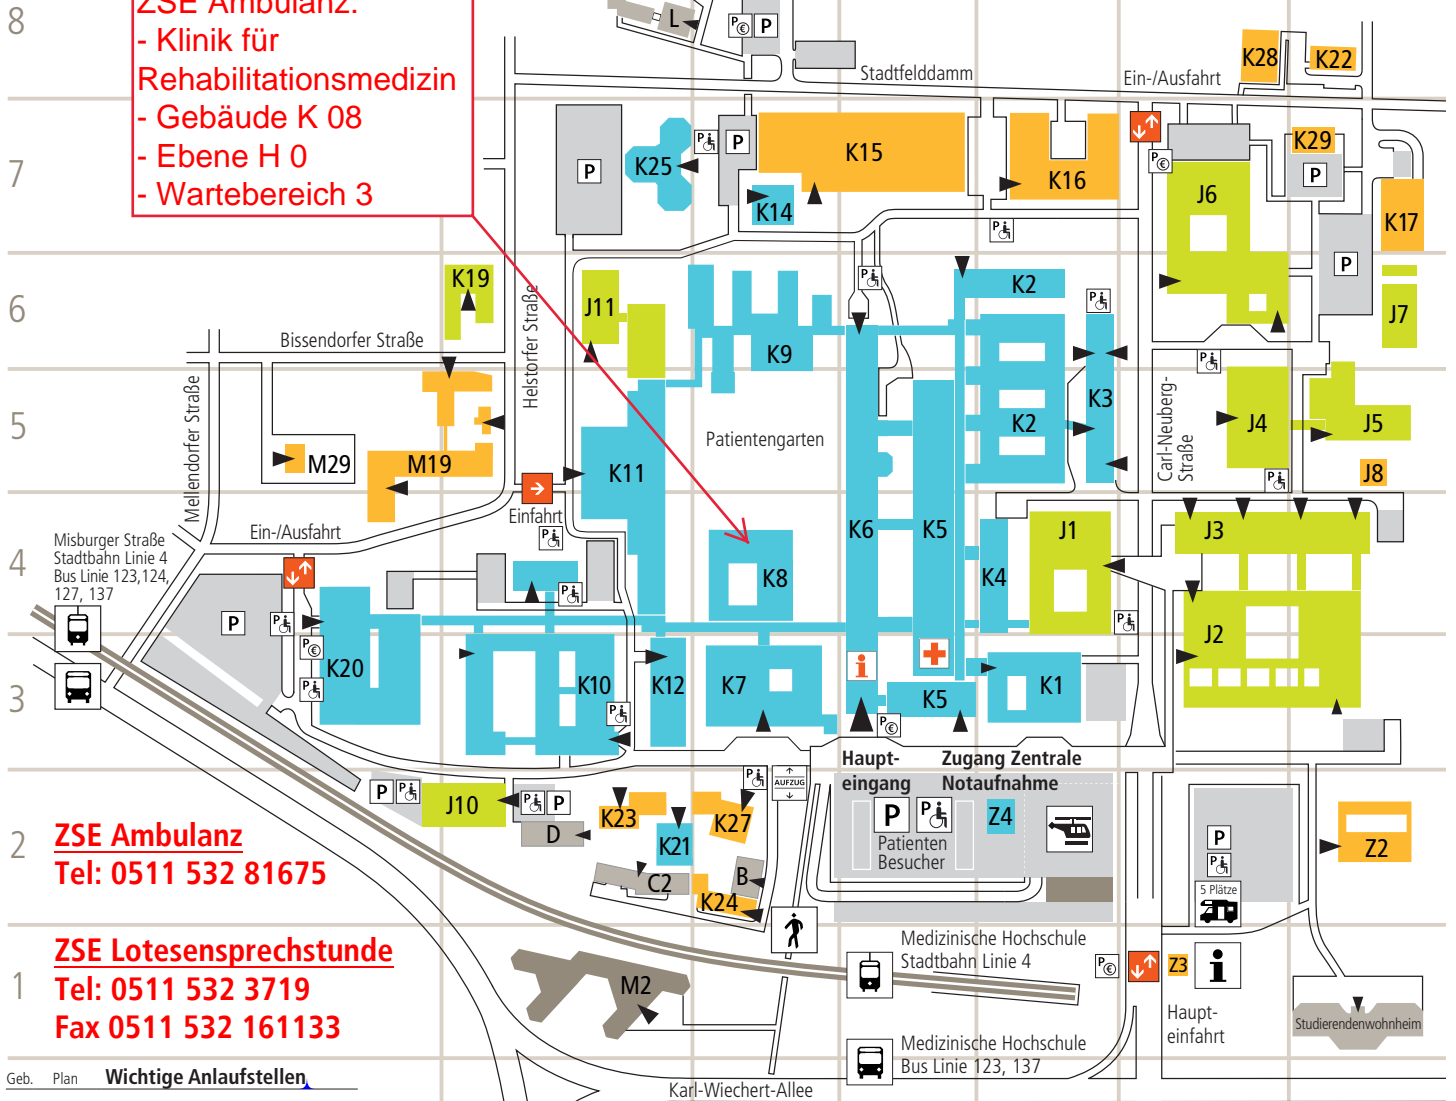 8
ZSE Ambulanz:
- Klinik für
Rehabilitationsmedizin
- Gebäude K 08
- Ebene H 0
- Wartebereich 3
L
P€
P
Stadtfelddamm
Ein-/Ausfahrt
K28
K22
7
P
K25
P
P
K14
K15
K16
P
P€
J6
K29
P
K17
6
K19
Helstorfer Straße
J11
K9
P
K2
P
P
J7
Bissendorfer Straße
Mellendorfer Straße
5
M29
M19
K11
Patientengarten
K2
K3
Carl-Neuberg-
Straße
P
J4
J5
J8
P
Einfahrt
P
4
Misburger Straße
Stadtbahn Linie 4
Bus Linie 123,124,
127, 137
Ein-/Ausfahrt
P
P
P
K8
K6
K5
K4
J1
P
J3
J2
3
P€
P
K20
K10
P
K12
K7
i
P€
K5
K1
Haupt-
eingang
Zugang Zentrale
Notaufnahme
2
P
P
J10
P
P
D
K23
K21
K27
P
AUFZUG
C2
B
K24
P
P
Patienten
Besucher
Z4
P
P
5 Plätze
Z2
ZSE Ambulanz
Tel: 0511 532 81675
1
ZSE Lotesensprechstunde
Tel: 0511 532 3719
Fax 0511 532 161133
M2
Medizinische Hochschule
Stadtbahn Linie 4
P€
Z3
i
Haupt-
einfahrt
Studierendenwohnheim
Medizinische Hochschule
Bus Linie 123, 137
Karl-Wiechert-Allee
Geb. Plan Wichtige Anlaufstellen